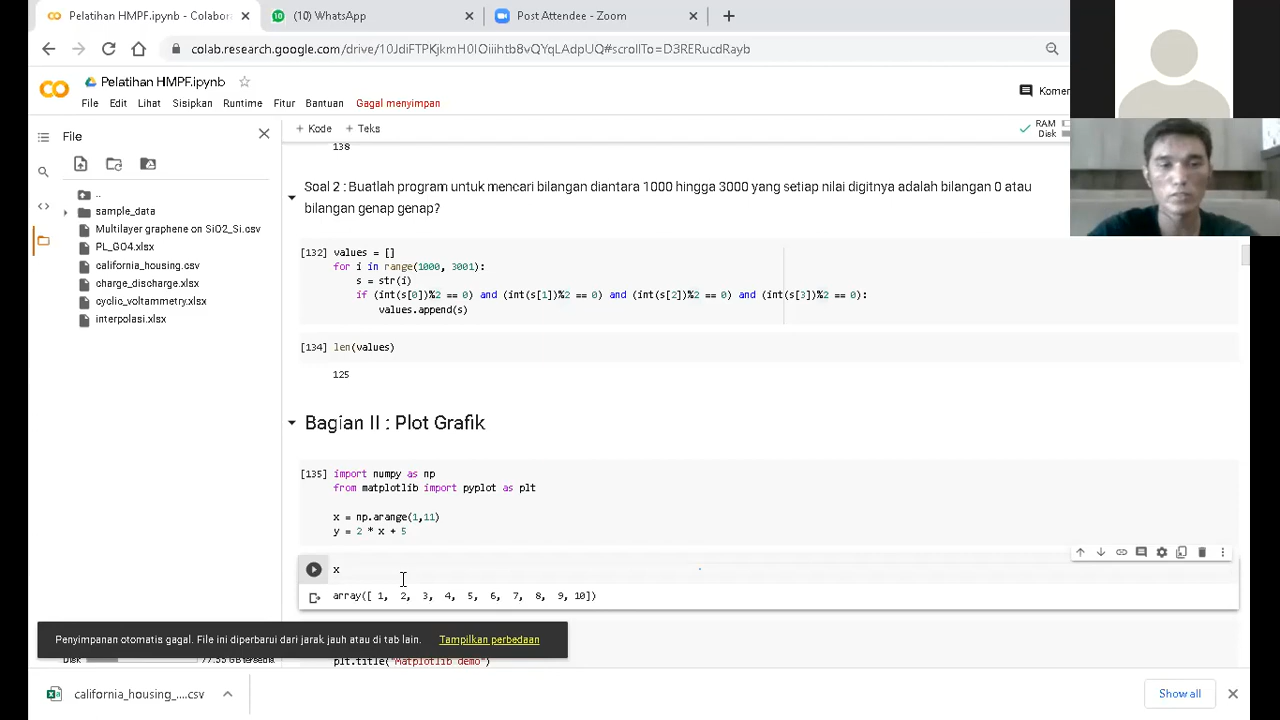 Pelatihan HMPF.ipynb - Colabora
(10) WhatsApp
Post Attendee - Zoom
colab.research.google.com/drive/10JdiFTPKjkmH0IOiiihtb8vQYqLAdpUQ#scrollTo=D3RERucdRayb
Pelatihan HMPF.ipynb
File Edit Lihat Sisipkan Runtime Fitur Bantuan Gagal menyimpan
Komen
+ Kode + Teks
RAM
Disk
File
..
sample_data
Multilayer graphene on SiO2_Si.csv
PL_GO4.xlsx
california_housing.csv
charge_discharge.xlsx
cyclic_voltammetry.xlsx
interpolasi.xlsx
138
Soal 2 : Buatlah program untuk mencari bilangan diantara 1000 hingga 3000 yang setiap nilai digitnya adalah bilangan 0 atau
bilangan genap genap?
[132] values = []
for i in range(1000, 3001):
s = str(i)
if (int(s[0])%2 == 0) and (int(s[1])%2 == 0) and (int(s[2])%2 == 0) and (int(s[3])%2 == 0):
values.append(s)
[134] len(values)
125
Bagian II : Plot Grafik
[135] import numpy as np
from matplotlib import pyplot as plt
x = np.arange(1,11)
y = 2 * x + 5
x
array([ 1, 2, 3, 4, 5, 6, 7, 8, 9, 10])
Penyimpanan otomatis gagal. File ini diperbarui dari jarak jauh atau di tab lain. Tampilkan perbedaan
plt.title("Matplotlib demo")
california_housing_....csv
Show all